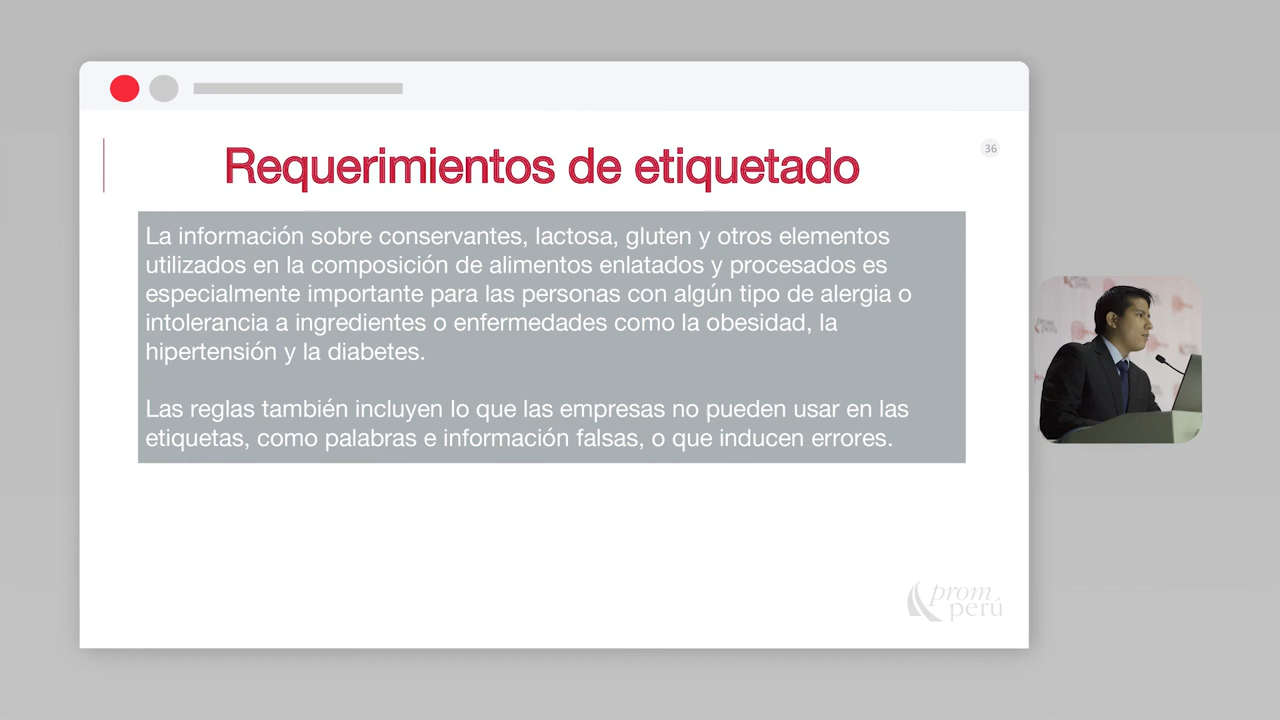 Requerimientos de etiquetado
36
La información sobre conservantes, lactosa, gluten y otros elementos
utilizados en la composición de alimentos enlatados y procesados es
especialmente importante para las personas con algún tipo de alergia o
intolerancia a ingredientes o enfermedades como la obesidad, la
hipertensión y la diabetes.
Las reglas también incluyen lo que las empresas no pueden usar en las
etiquetas, como palabras e información falsas, o que inducen errores.
prom
perú